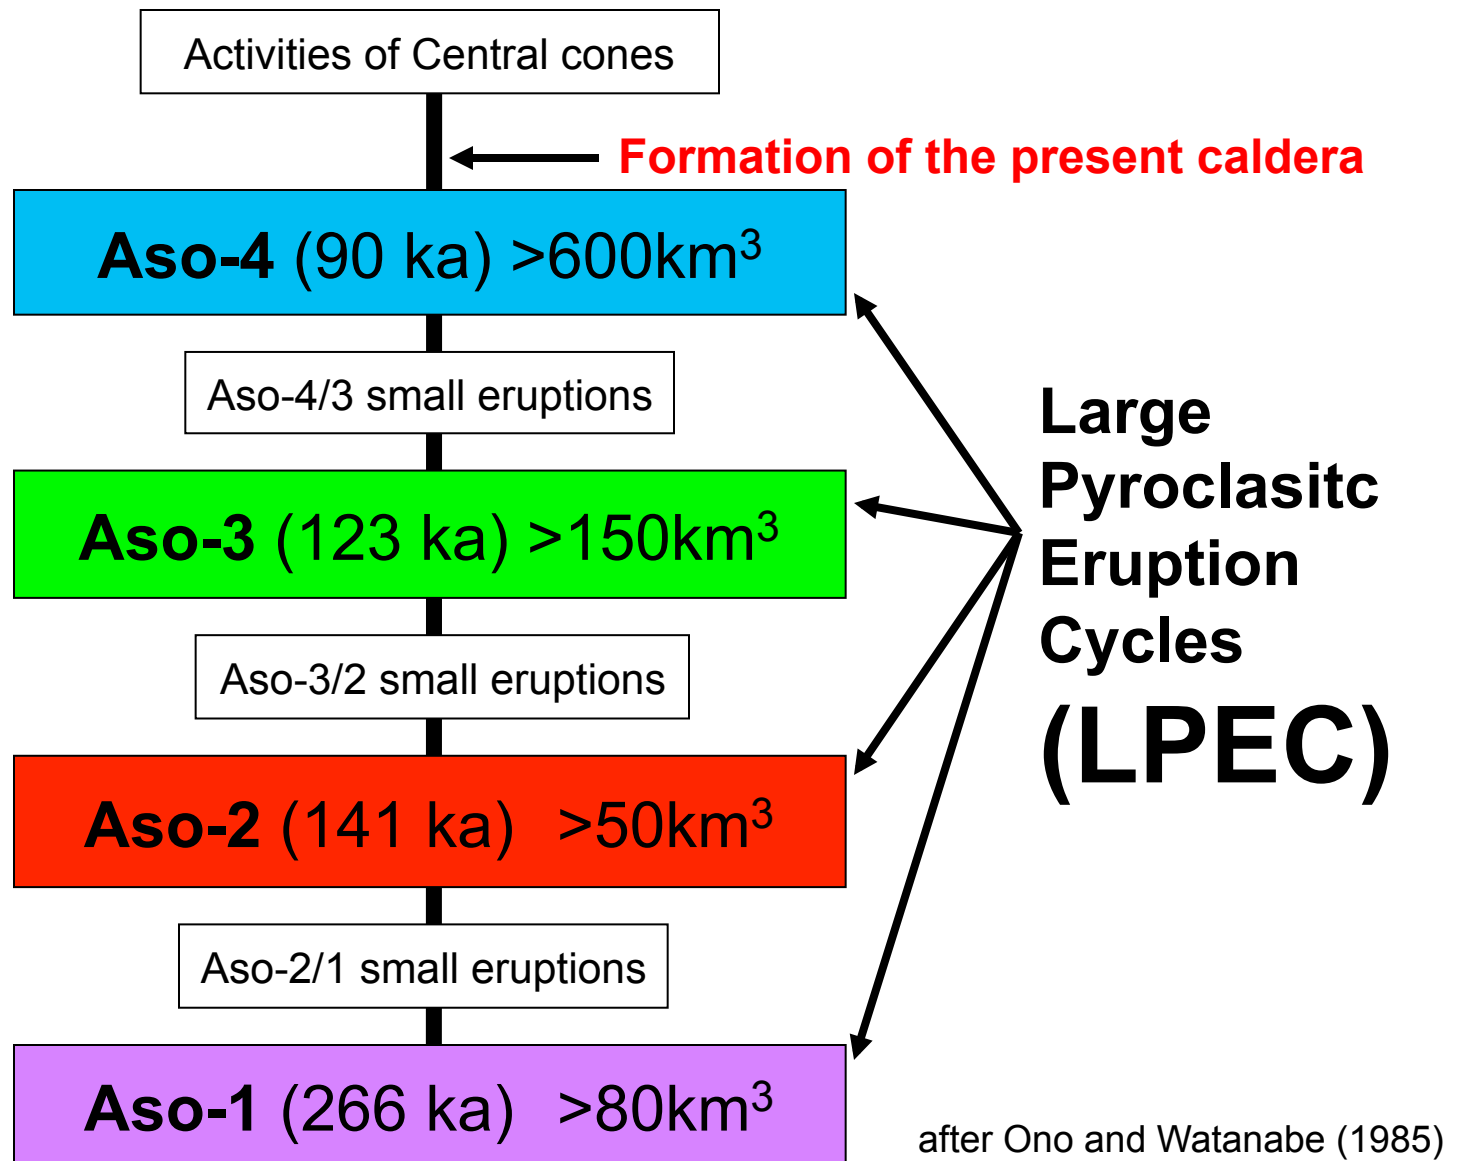 Activities of Central cones
Formation of the present caldera
Aso-4 (90 ka) >600km³
Aso-4/3 small eruptions
Aso-3 (123 ka) >150km³
Aso-3/2 small eruptions
Aso-2 (141 ka) >50km³
Aso-2/1 small eruptions
Aso-1 (266 ka) >80km³
Large
Pyroclasitc
Eruption
Cycles
(LPEC)
after Ono and Watanabe (1985)